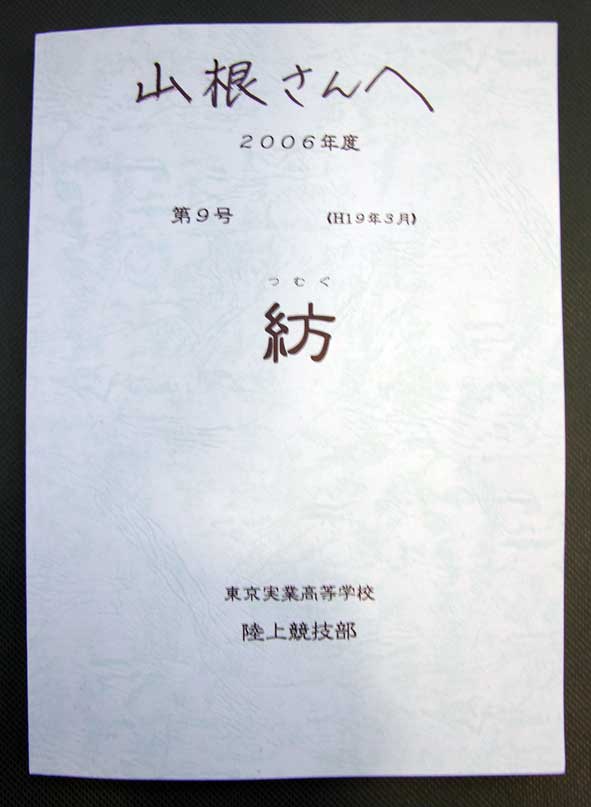 山根さんへ
２００６年度
第９号 (H１９年３月)
つむぐ
紡
東京実業高等学校
陸上競技部